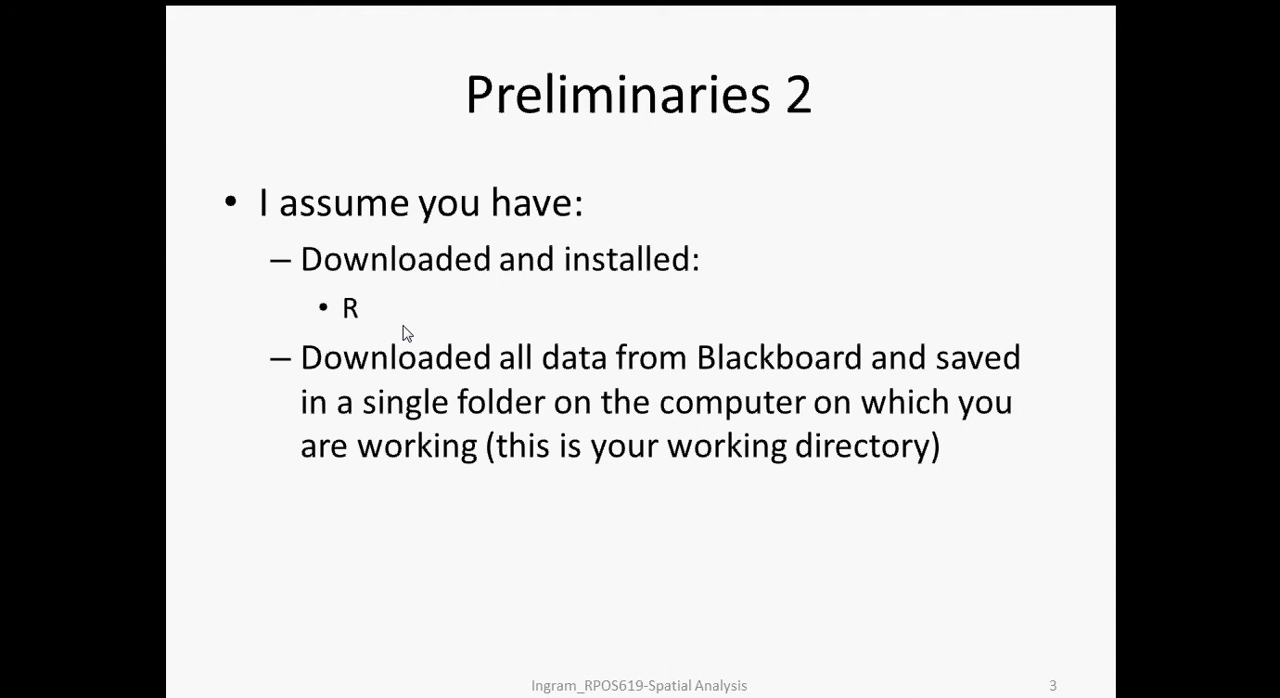 Preliminaries 2
• I assume you have:
– Downloaded and installed:
• R
– Downloaded all data from Blackboard and saved
in a single folder on the computer on which you
are working (this is your working directory)
Ingram_RPOS619-Spatial Analysis
3